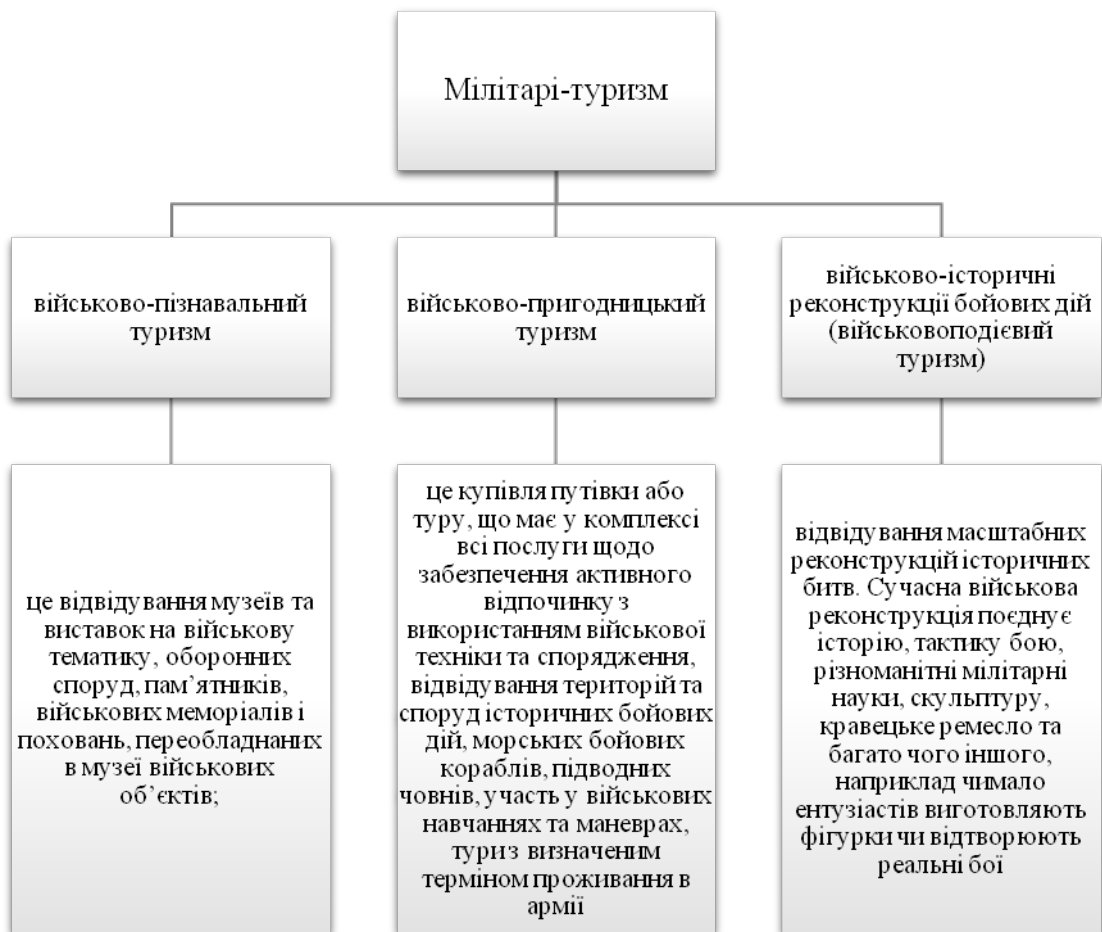 Мілітарі-туризм
військово-пізнавальний
туризм
військово-пригодницький
туризм
військово-історичні
реконструкції бойових дій
(військовоподієвий
туризм)
це відвідування музеїв та
виставок на військову
тематику, оборонних
споруд, пам’ятників,
військових меморіалів і
поховань, переобладнаних
в музеї військових
об’єктів;
це купівля путівки або
туру, що має у комплексі
всі послуги щодо
забезпечення активного
відпочинку з
використанням військової
техніки та спорядження,
відвідування територій та
споруд історичних бойових
дій, морських бойових
кораблів, підводних
човнів, участь у військових
навчаннях та маневрах,
тури з визначеним
терміном проживання в
армії
відвідування масштабних
реконструкцій історичних
битв. Сучасна військова
реконструкція поєднує
історію, тактику бою,
різноманітні мілітарні
науки, скульптуру,
кравецьке ремесло та
багато чого іншого,
наприклад чимало
ентузіастів виготовляють
фігурки чи відтворюють
реальні бої